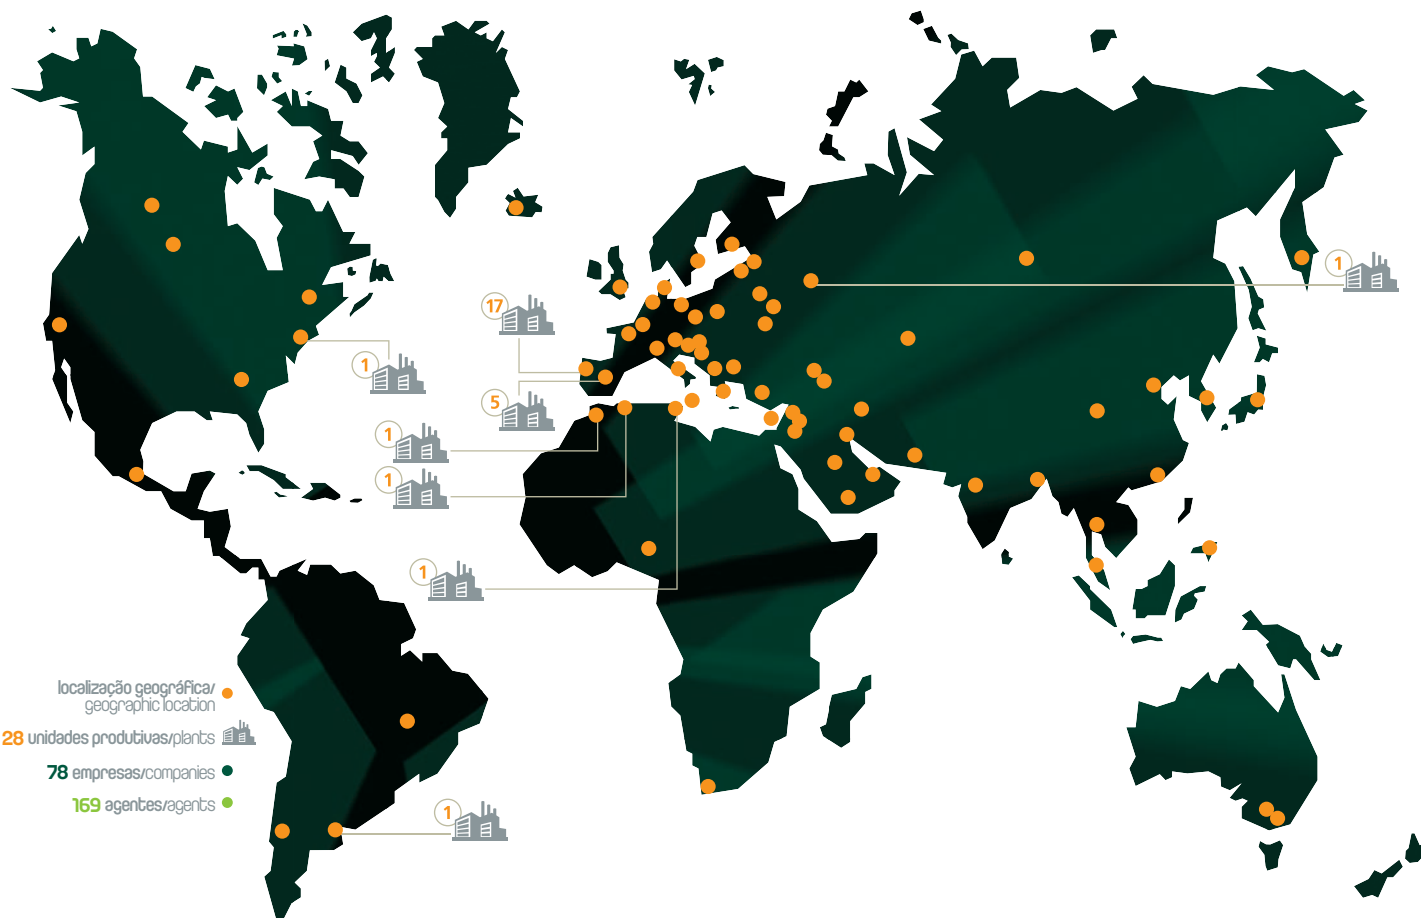 1
17
1
5
1
1
1
localização geográfica/
geographic location
28 unidades produtivas/plants
78 empresas/companies
169 agentes/agents
1